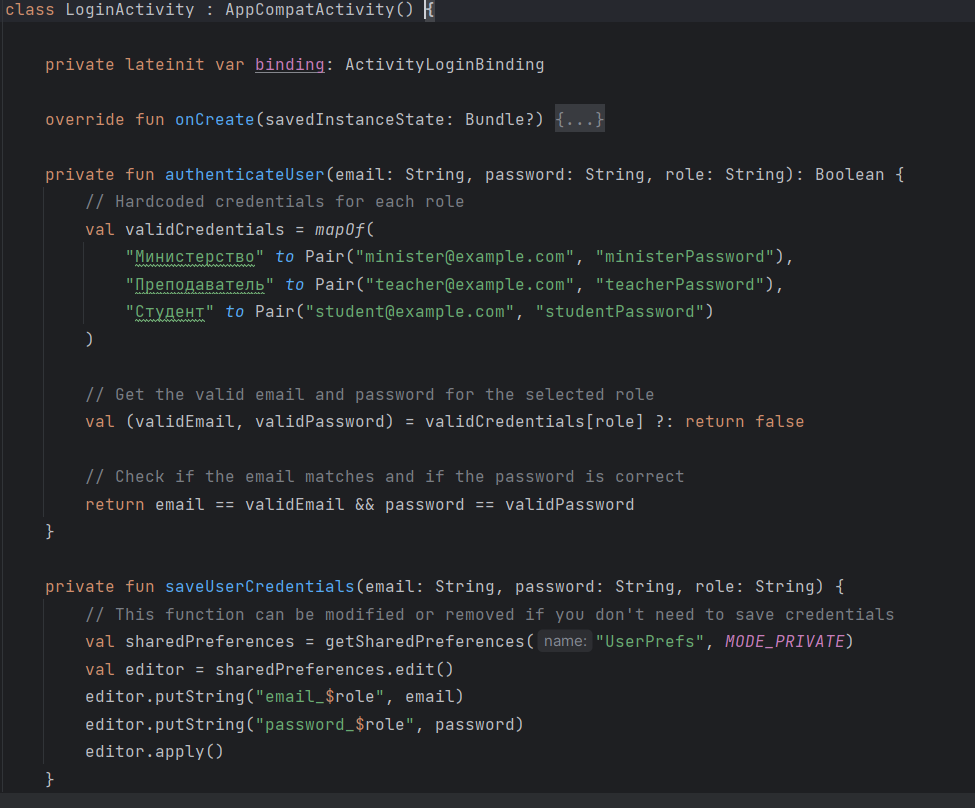 class LoginActivity : AppCompatActivity() {
private lateinit var binding: ActivityLoginBinding
override fun onCreate(savedInstanceState: Bundle?) {...}
private fun authenticateUser(email: String, password: String, role: String): Boolean {
// Hardcoded credentials for each role
val validCredentials = mapOf(
"Министерство" to Pair("minister@example.com", "ministerPassword"),
"Преподаватель" to Pair("teacher@example.com", "teacherPassword"),
"Студент" to Pair("student@example.com", "studentPassword")
)
// Get the valid email and password for the selected role
val (validEmail, validPassword) = validCredentials[role] ?: return false
// Check if the email matches and if the password is correct
return email == validEmail && password == validPassword
}
private fun saveUserCredentials(email: String, password: String, role: String) {
// This function can be modified or removed if you don't need to save credentials
val sharedPreferences = getSharedPreferences( name: "UserPrefs", MODE_PRIVATE)
val editor = sharedPreferences.edit()
editor.putString("email_$role", email)
editor.putString("password_$role", password)
editor.apply()
}